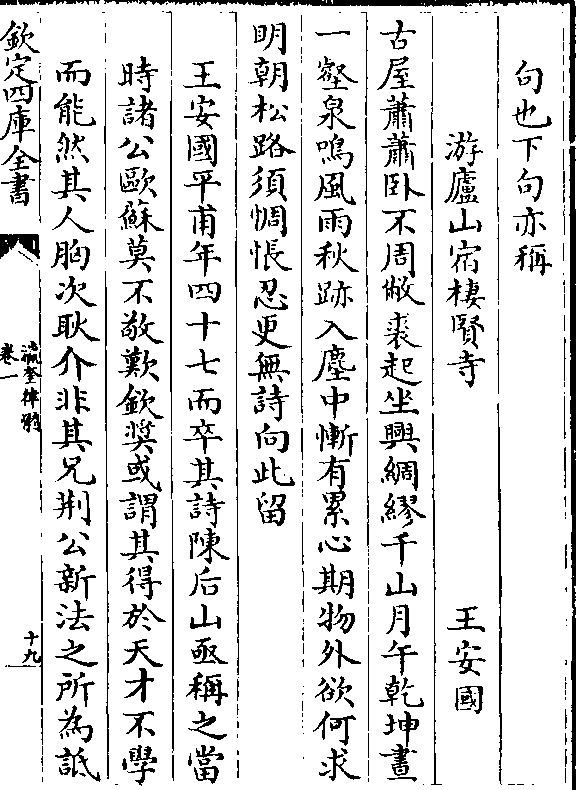 句也下句亦稱
游廬山宿棲賢寺　王安國
古屋蕭蕭卧不周敝裘起坐興綢繆千山月午乾坤晝
一壑泉鳴風雨秋跡入塵中慚有累心期物外欲何求
明朝松路須惆悵忍更無詩向此留
王安國平甫年四十七而卒其詩陳后山亟稱之當
時諸公歐蘇莫不敬歎欽奬或謂其得於天才不學
而能然其人胸次耿介非其兄荆公新法之所為詆
欽定四庫全書
瀛奎律髓
卷一
十九